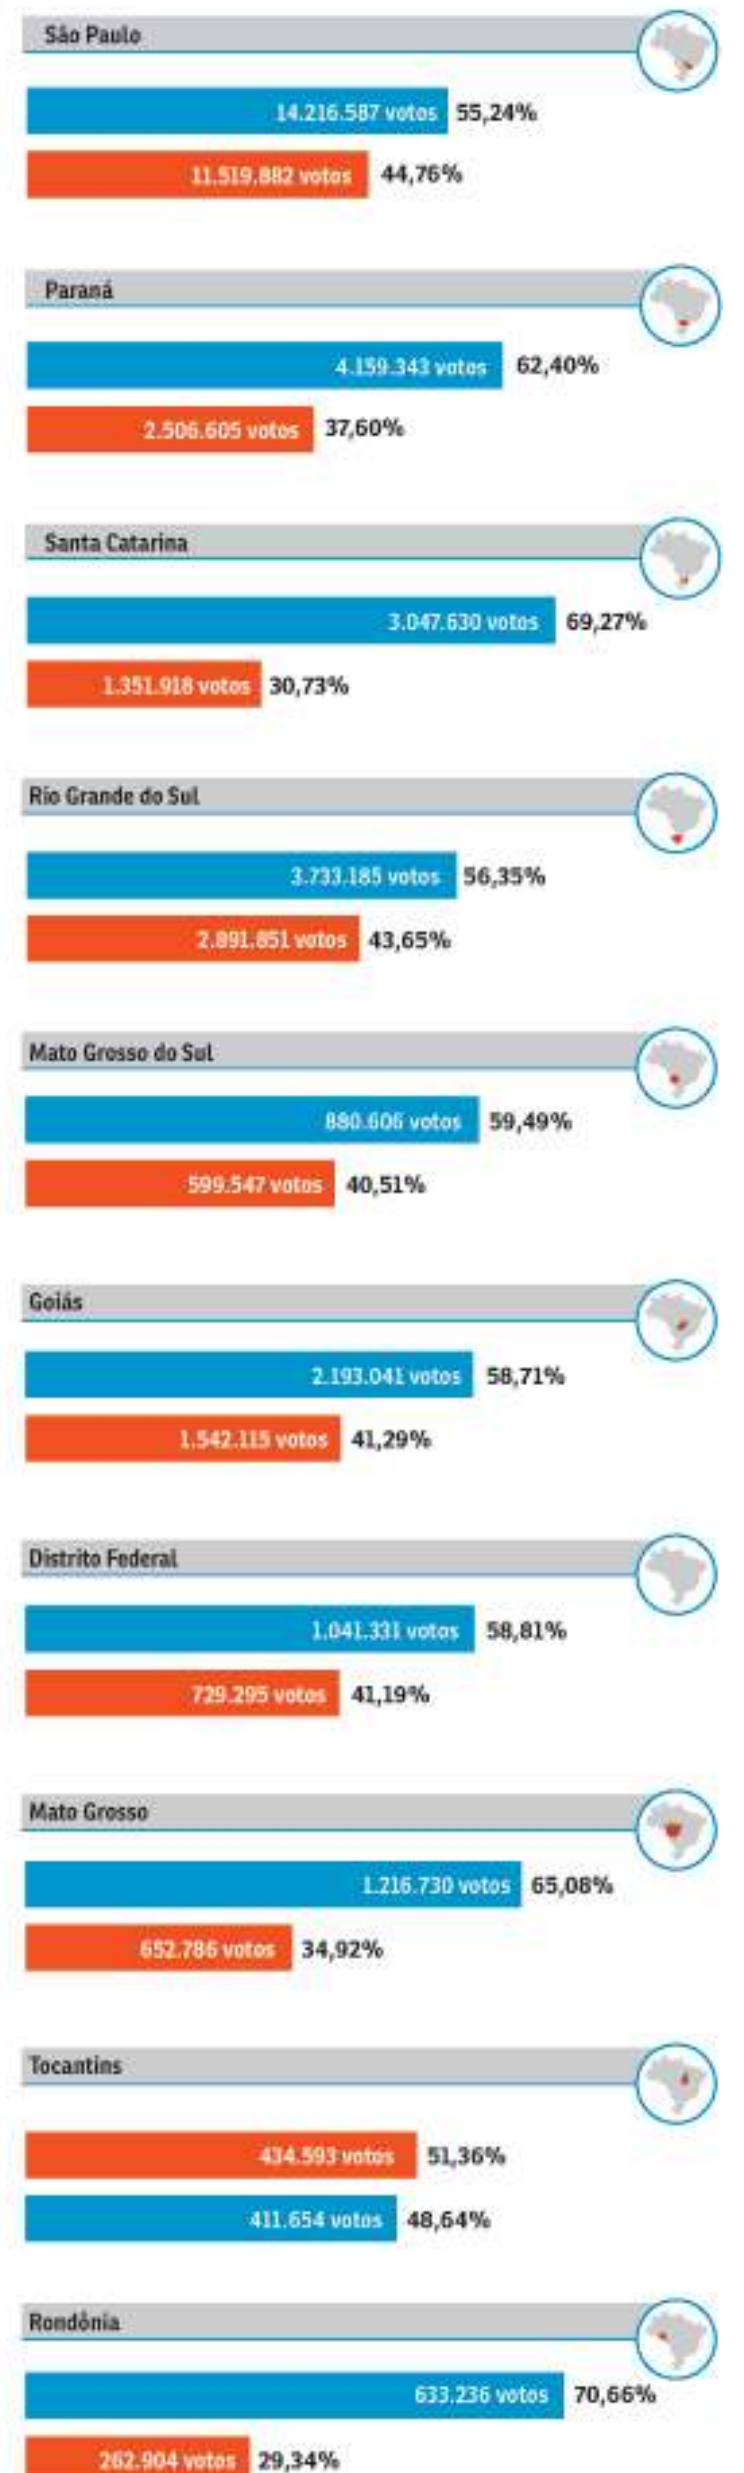 São Paulo
14.216.587 votos 55,24%
11.519.882 votos 44,76%
Paraná
4.159.343 votos 62,40%
2.506.605 votos 37,60%
Santa Catarina
3.047.630 votos 69,27%
1.351.918 votos 30,73%
Rio Grande do Sul
3.733.185 votos 56,35%
2.891.851 votos 43,65%
Mato Grosso do Sul
880.606 votos 59,49%
599.547 votos 40,51%
Goiás
2.193.041 votos 58,71%
1.542.115 votos 41,29%
Distrito Federal
1.041.331 votos 58,81%
729.295 votos 41,19%
Mato Grosso
1.216.730 votos 65,08%
652.786 votos 34,92%
Tocantins
434.593 votos 51,36%
411.654 votos 48,64%
Rondônia
633.236 votos 70,66%
262.904 votos 29,34%